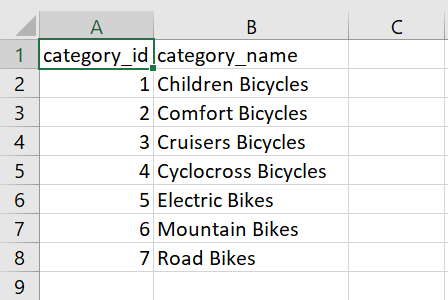 A B C
1 category_id category_name
2 1 Children Bicycles
3 2 Comfort Bicycles
4 3 Cruisers Bicycles
5 4 Cyclocross Bicycles
6 5 Electric Bikes
7 6 Mountain Bikes
8 7 Road Bikes
9